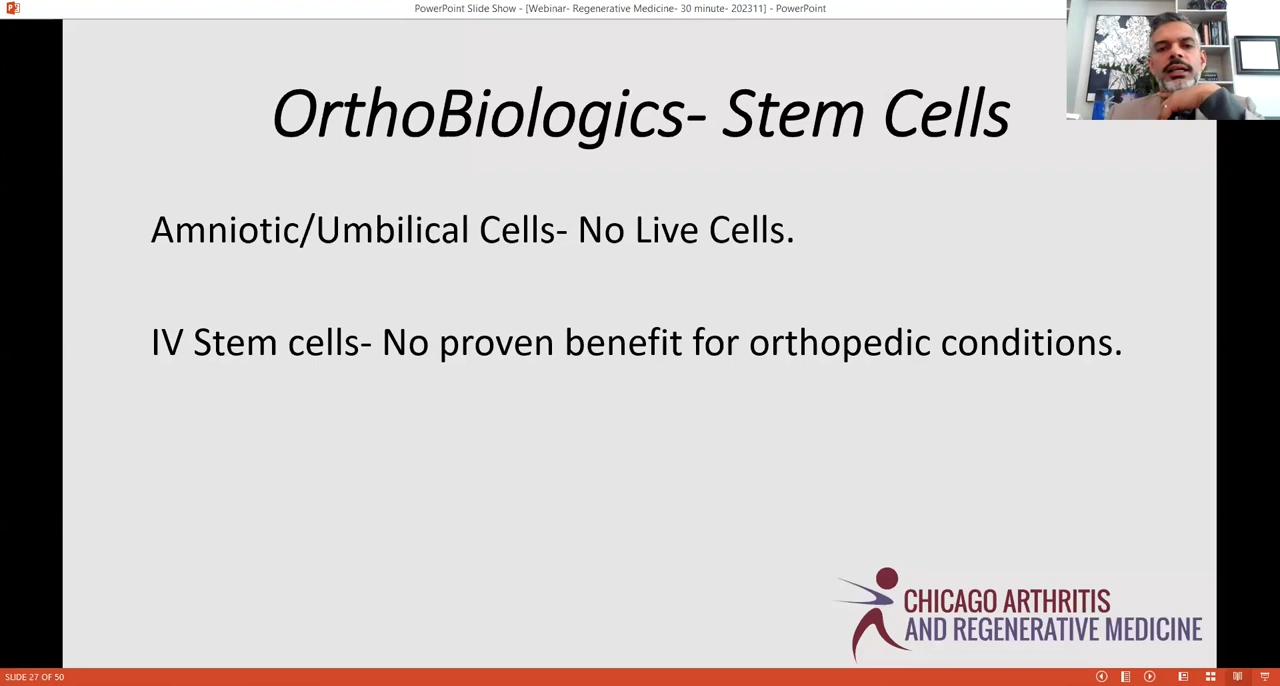 PowerPoint Slide Show - [Webinar- Regenerative Medicine- 30 minute- 202311] - PowerPoint
OrthoBiologics- Stem Cells
Amniotic/Umbilical Cells- No Live Cells.
IV Stem cells- No proven benefit for orthopedic conditions.
CHICAGO ARTHRITIS
AND REGENERATIVE MEDICINE
SLIDE 27 OF 50